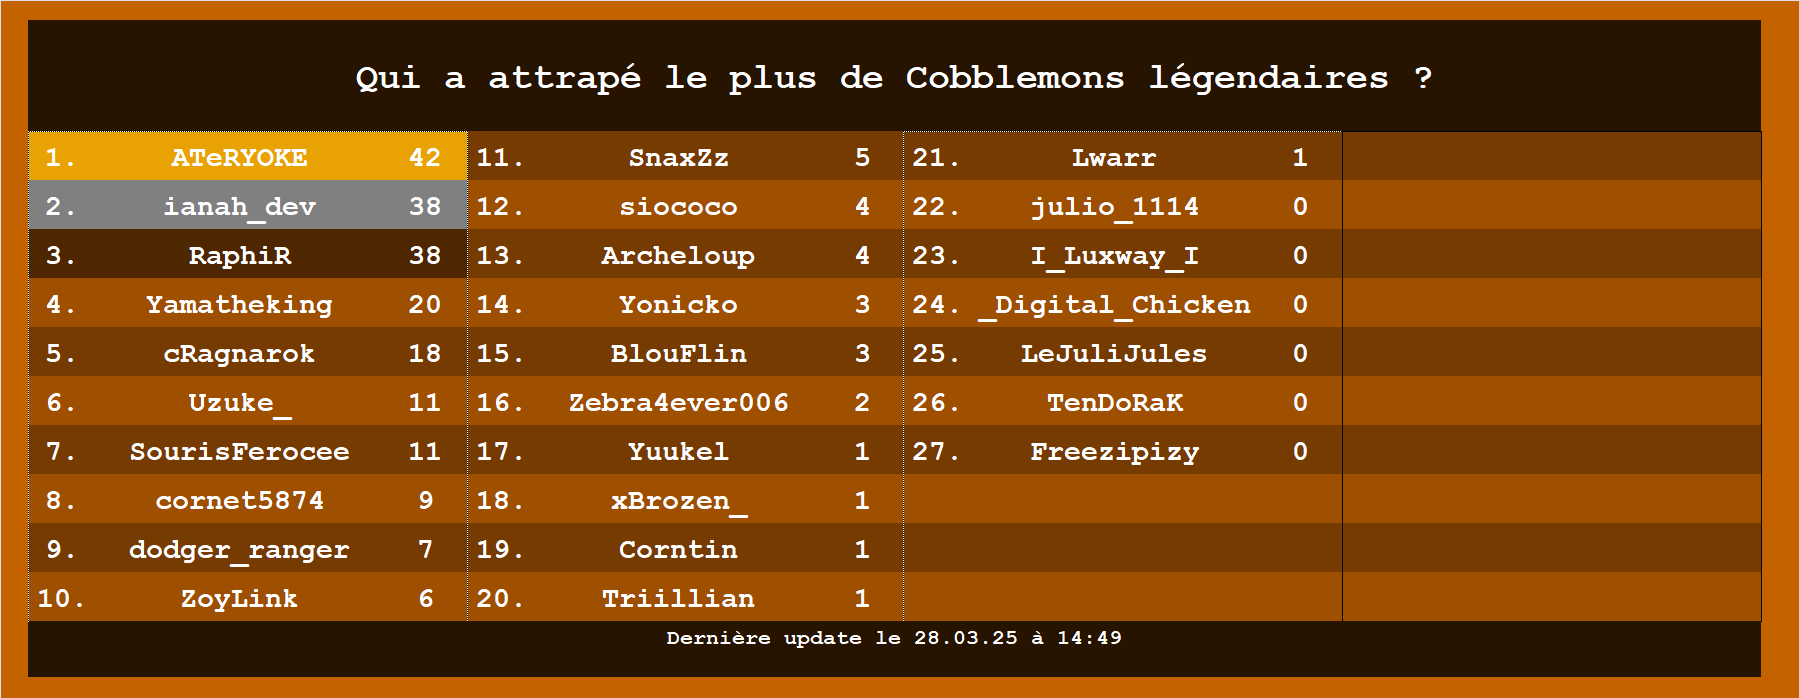 Qui a attrapé le plus de Cobblemons légendaires ?
1. ATeRYOKE 42
2. ianah_dev 38
3. RaphiR 38
4. Yamatheking 20
5. cRagnarok 18
6. Uzuke_ 11
7. SourisFerocee 11
8. cornet5874 9
9. dodger_ranger 7
10. ZoyLink 6
11. SnaxZz 5
12. siococo 4
13. Archeloup 4
14. Yonicko 3
15. BlouFlin 3
16. Zebra4ever006 2
17. Yuukel 1
18. xBrozen_ 1
19. Corntin 1
20. Triillian 1
21. Lwarr 1
22. julio_1114 0
23. I_Luxway_I 0
24. _Digital_Chicken 0
25. LeJuliJules 0
26. TenDoRaK 0
27. Freezipizy 0
Dernière update le 28.03.25 à 14:49